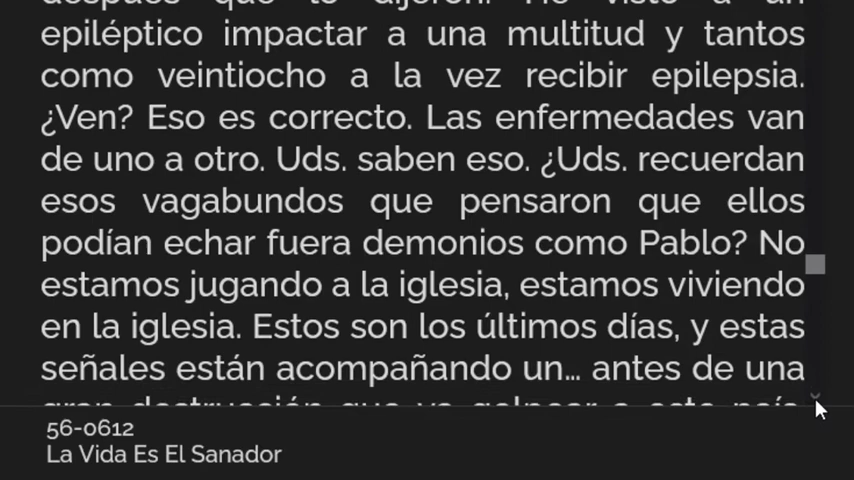 epiléptico impactar a una multitud y tantos
como veintiocho a la vez recibir epilepsia.
¿Ven? Eso es correcto. Las enfermedades van
de uno a otro. Uds. saben eso. ¿Uds. recuerdan
esos vagabundos que pensaron que ellos
podían echar fuera demonios como Pablo? No
estamos jugando a la iglesia, estamos viviendo
en la iglesia. Estos son los últimos días, y estas
señales están acompañando un... antes de una
56-0612
La Vida Es El Sanador